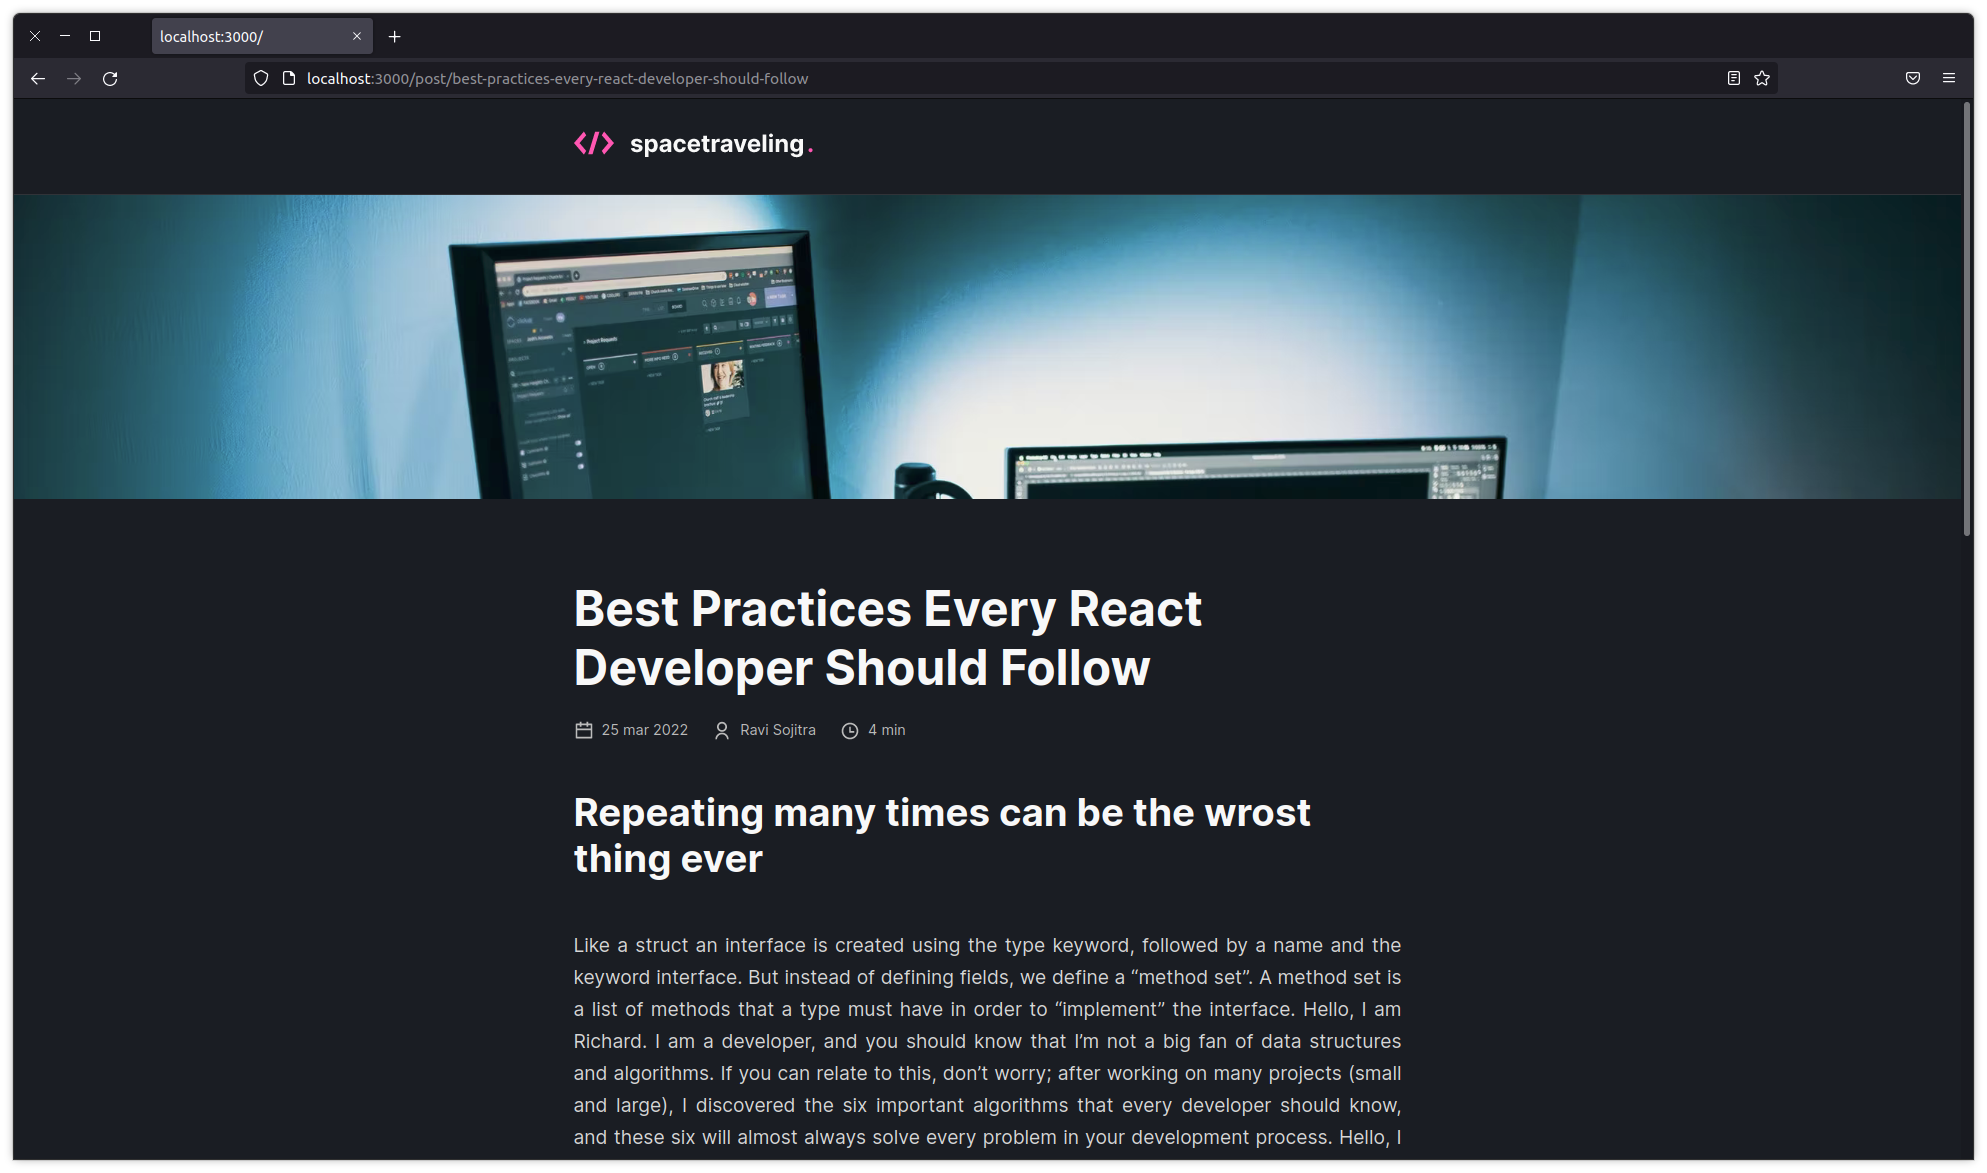 localhost:3000/
localhost:3000/post/best-practices-every-react-developer-should-follow
</> spacetraveling.
Project Requests
PROJECTS
OPEN
Best Practices Every React
Developer Should Follow
25 mar 2022 Ravi Sojitra 4 min
Repeating many times can be the wrost
thing ever
Like a struct an interface is created using the type keyword, followed by a name and the
keyword interface. But instead of defining fields, we define a “method set”. A method set is
a list of methods that a type must have in order to “implement” the interface. Hello, I am
Richard. I am a developer, and you should know that I’m not a big fan of data structures
and algorithms. If you can relate to this, don’t worry; after working on many projects (small
and large), I discovered the six important algorithms that every developer should know,
and these six will almost always solve every problem in your development process. Hello, I